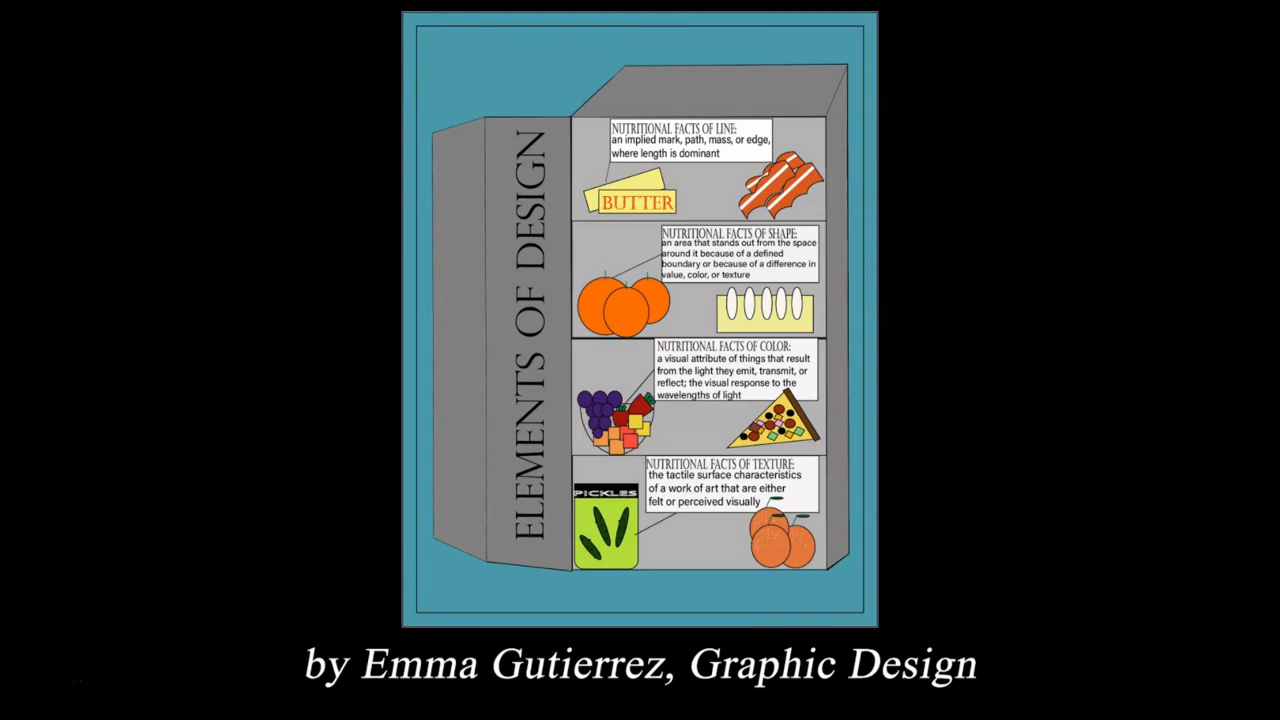 ELEMENTS OF DESIGN
NUTRITIONAL FACTS OF LINE:
an implied mark, path, mass, or edge,
where length is dominant
BUTTER
NUTRITIONAL FACTS OF SHAPE:
an area that stands out from the space
around it because of a defined
boundary or because of a difference in
value, color, or texture
NUTRITIONAL FACTS OF COLOR:
a visual attribute of things that result
from the light they emit, transmit, or
reflect; the visual response to the
wavelengths of light
NUTRITIONAL FACTS OF TEXTURE:
the tactile surface characteristics
of a work of art that are either
felt or perceived visually
PICKLES
by Emma Gutierrez, Graphic Design